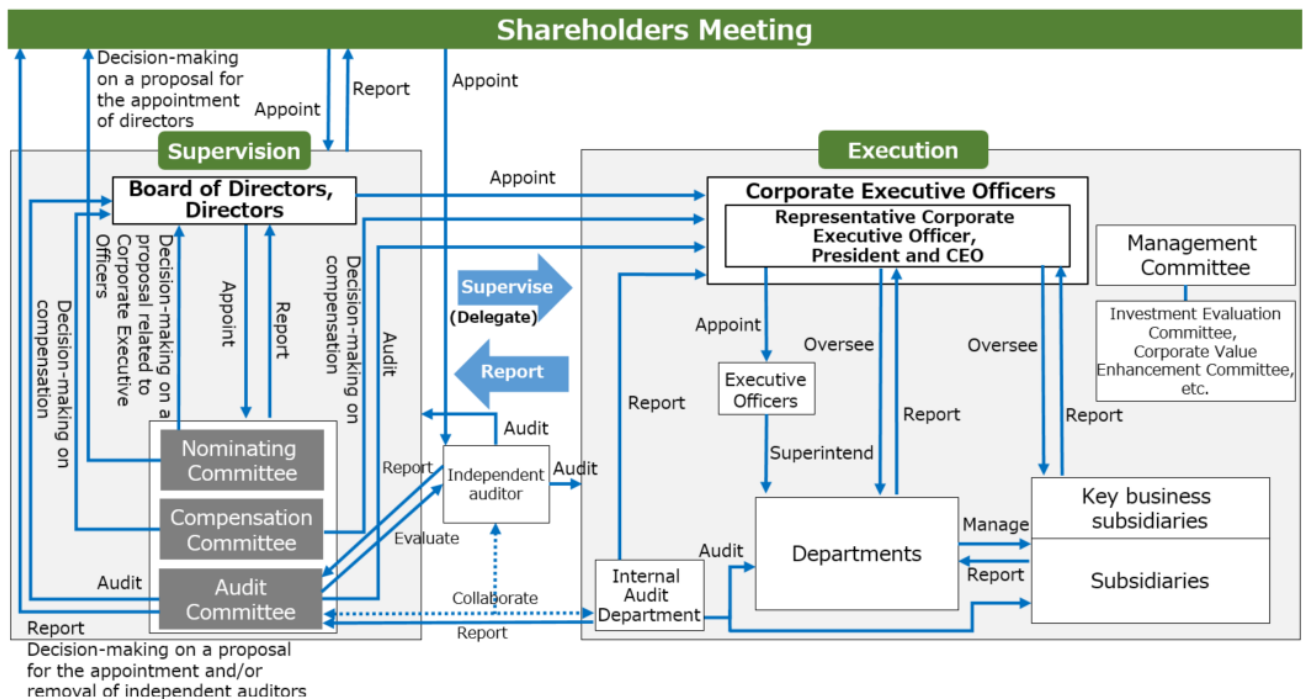 Shareholders Meeting
Decision-making
on a proposal for
the appointment
of directors
Appoint
Report
Appoint
Supervision
Execution
Board of Directors,
Directors
Appoint
Corporate Executive Officers
Representative Corporate
Executive Officer,
President and CEO
Management
Committee
Investment Evaluation
Committee,
Corporate Value
Enhancement Committee,
etc.
Decision-making on
compensation
Decision-making on a
proposal related to
Corporate Executive
Officers
Appoint
Report
Decision-making on
compensation
Audit
Supervise
(Delegate)
Report
Report
Appoint
Executive
Officers
Superintend
Oversee
Report
Oversee
Report
Nominating
Committee
Compensation
Committee
Audit
Committee
Audit
Report
Evaluate
Independent
auditor
Audit
Audit
Collaborate
Report
Internal
Audit
Department
Audit
Departments
Manage
Report
Key business
subsidiaries
Subsidiaries
Report
Decision-making on a proposal
for the appointment and/or
removal of independent auditors